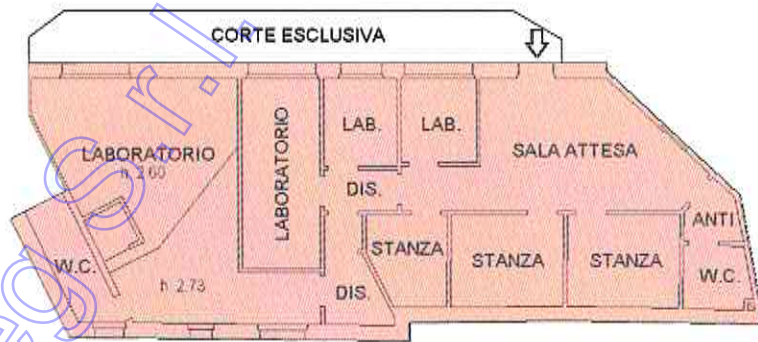 CORTE ESCLUSIVA
LABORATORIO
h. 2.60
LABORATORIO
LAB.
LAB.
SALA ATTESA
DIS.
STANZA
STANZA
STANZA
ANTI
W.C.
W.C.
h 2.73
DIS.
S.r.l.